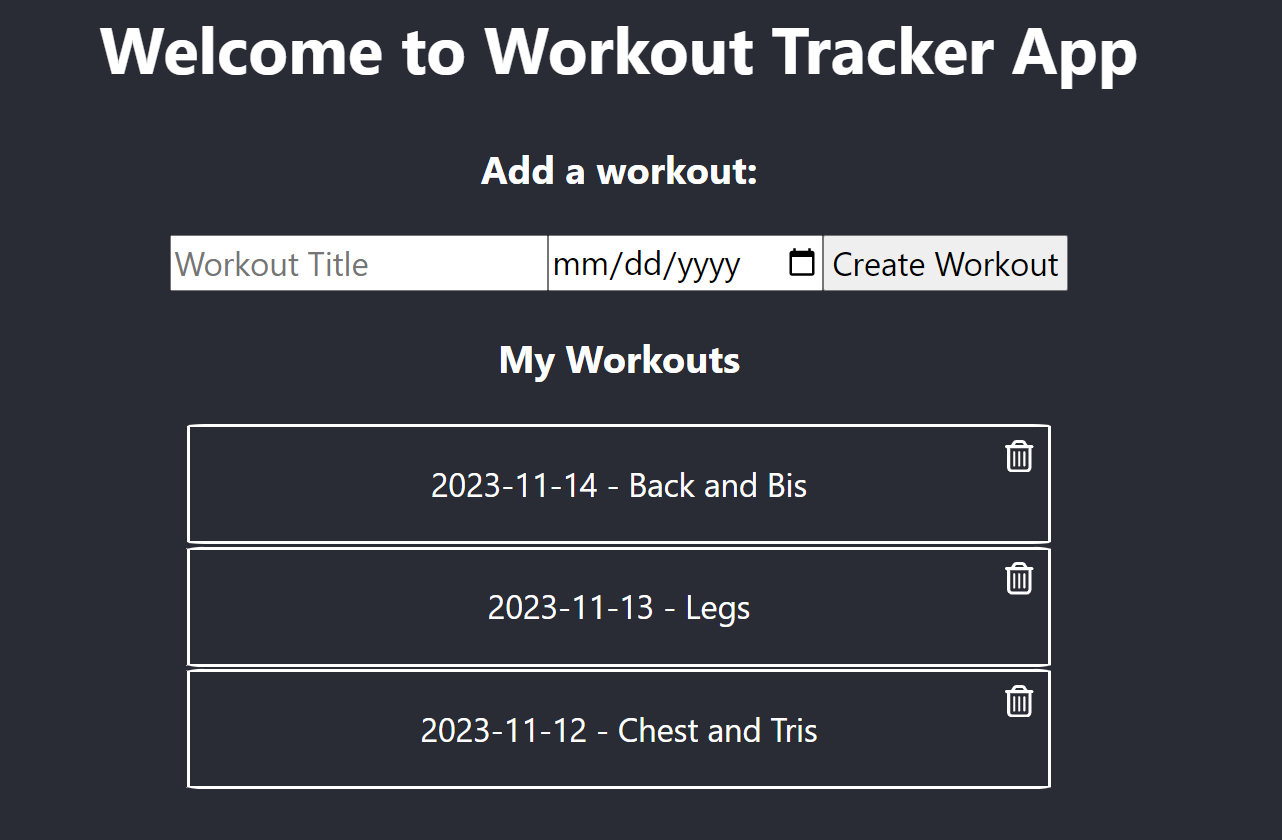 Welcome to Workout Tracker App
Add a workout:
Workout Title mm/dd/yyyy Create Workout
My Workouts
2023-11-14 - Back and Bis
2023-11-13 - Legs
2023-11-12 - Chest and Tris